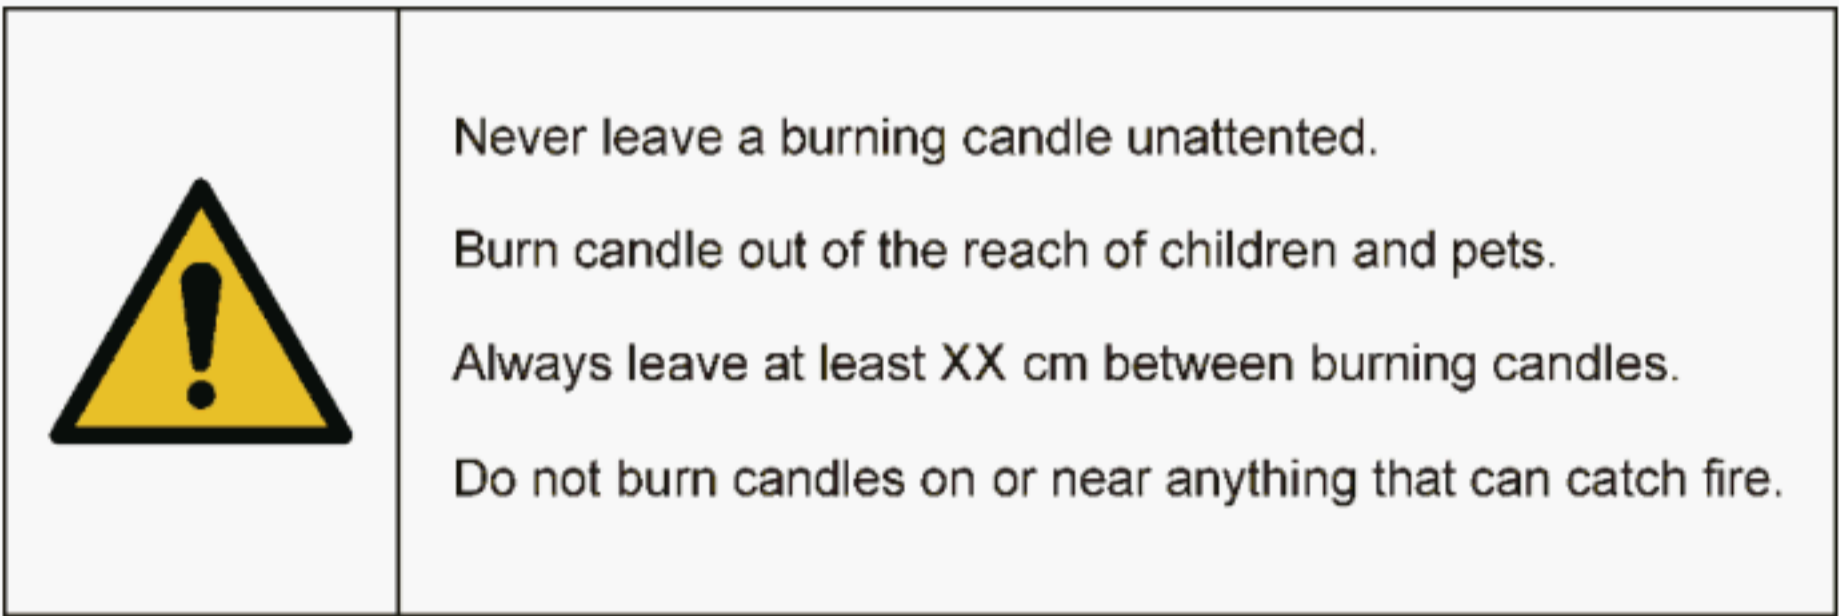 Never leave a burning candle unattented.
Burn candle out of the reach of children and pets.
Always leave at least XX cm between burning candles.
Do not burn candles on or near anything that can catch fire.